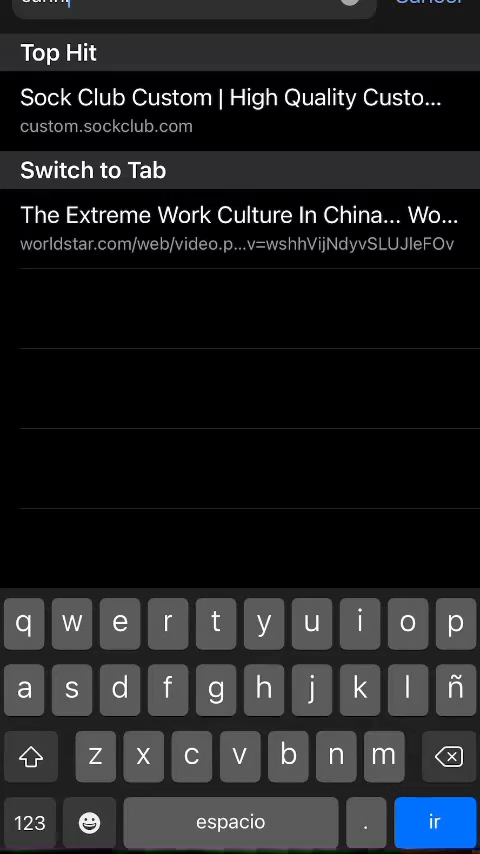 Top Hit
Sock Club Custom | High Quality Custo...
custom.sockclub.com
Switch to Tab
The Extreme Work Culture In China... Wo...
worldstar.com/web/video.p...v=wshhVijNdyvSLUJleFOv
q w e r t y u i o p
a s d f g h j k l ñ
z x c v b n m
123 espacio . ir